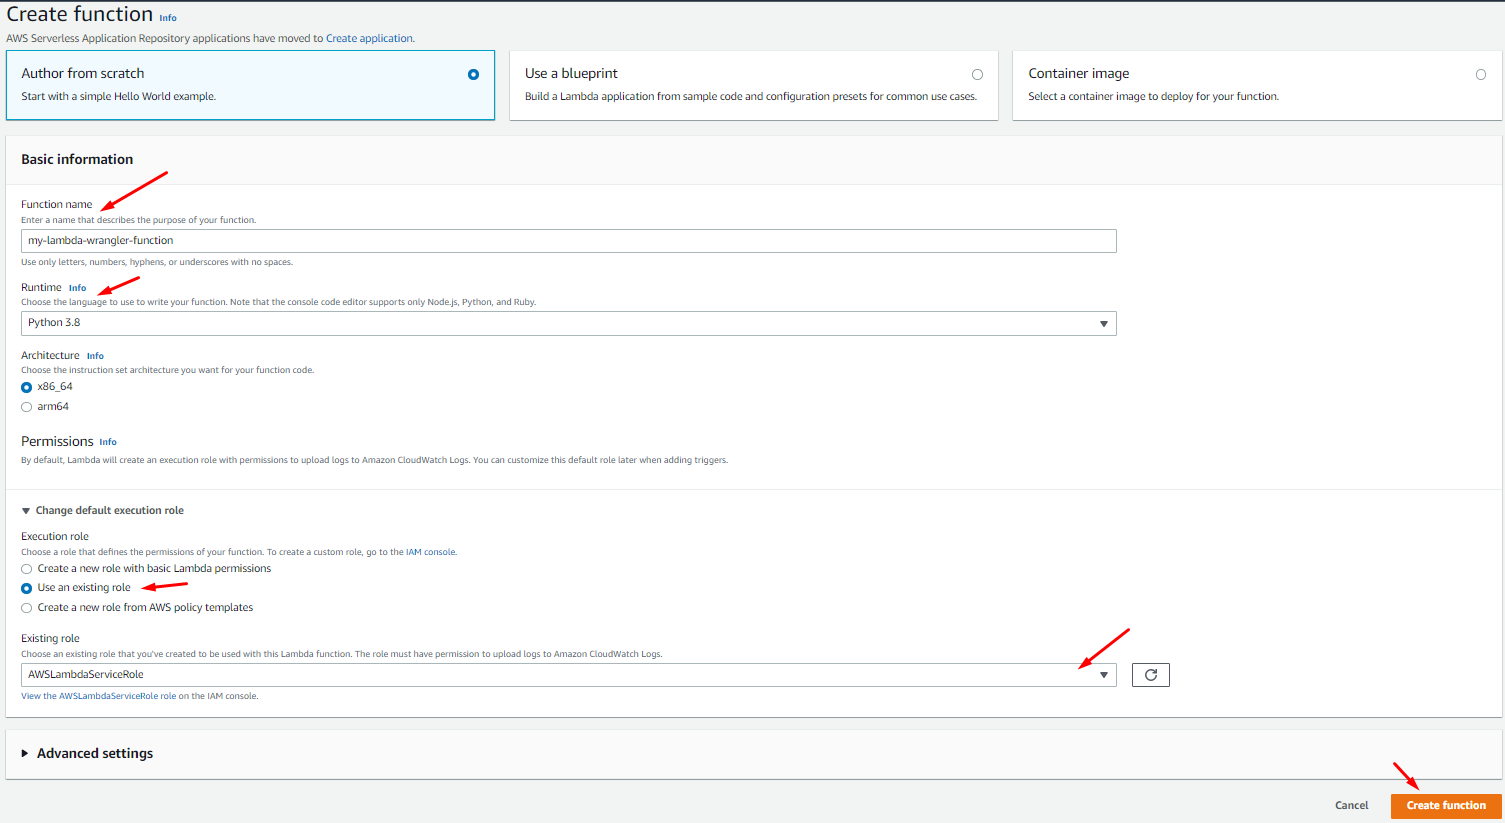 Create function Info
AWS Serverless Application Repository applications have moved to Create application.
Author from scratch
Start with a simple Hello World example.
Use a blueprint
Build a Lambda application from sample code and configuration presets for common use cases.
Container image
Select a container image to deploy for your function.
Basic information
Function name
Enter a name that describes the purpose of your function.
my-lambda-wrangler-function
Use only letters, numbers, hyphens, or underscores with no spaces.
Runtime Info
Choose the language to use to write your function. Note that the console code editor supports only Node.js, Python, and Ruby.
Python 3.8
Architecture Info
Choose the instruction set architecture you want for your function code.
x86_64
arm64
Permissions Info
By default, Lambda will create an execution role with permissions to upload logs to Amazon CloudWatch Logs. You can customize this default role later when adding triggers.
Change default execution role
Execution role
Choose a role that defines the permissions of your function. To create a custom role, go to the IAM console.
Create a new role with basic Lambda permissions
Use an existing role
Create a new role from AWS policy templates
Existing role
Choose an existing role that you've created to be used with this Lambda function. The role must have permission to upload logs to Amazon CloudWatch Logs.
AWSLambdaServiceRole
View the AWSLambdaServiceRole role on the IAM console.
Advanced settings
Cancel
Create function